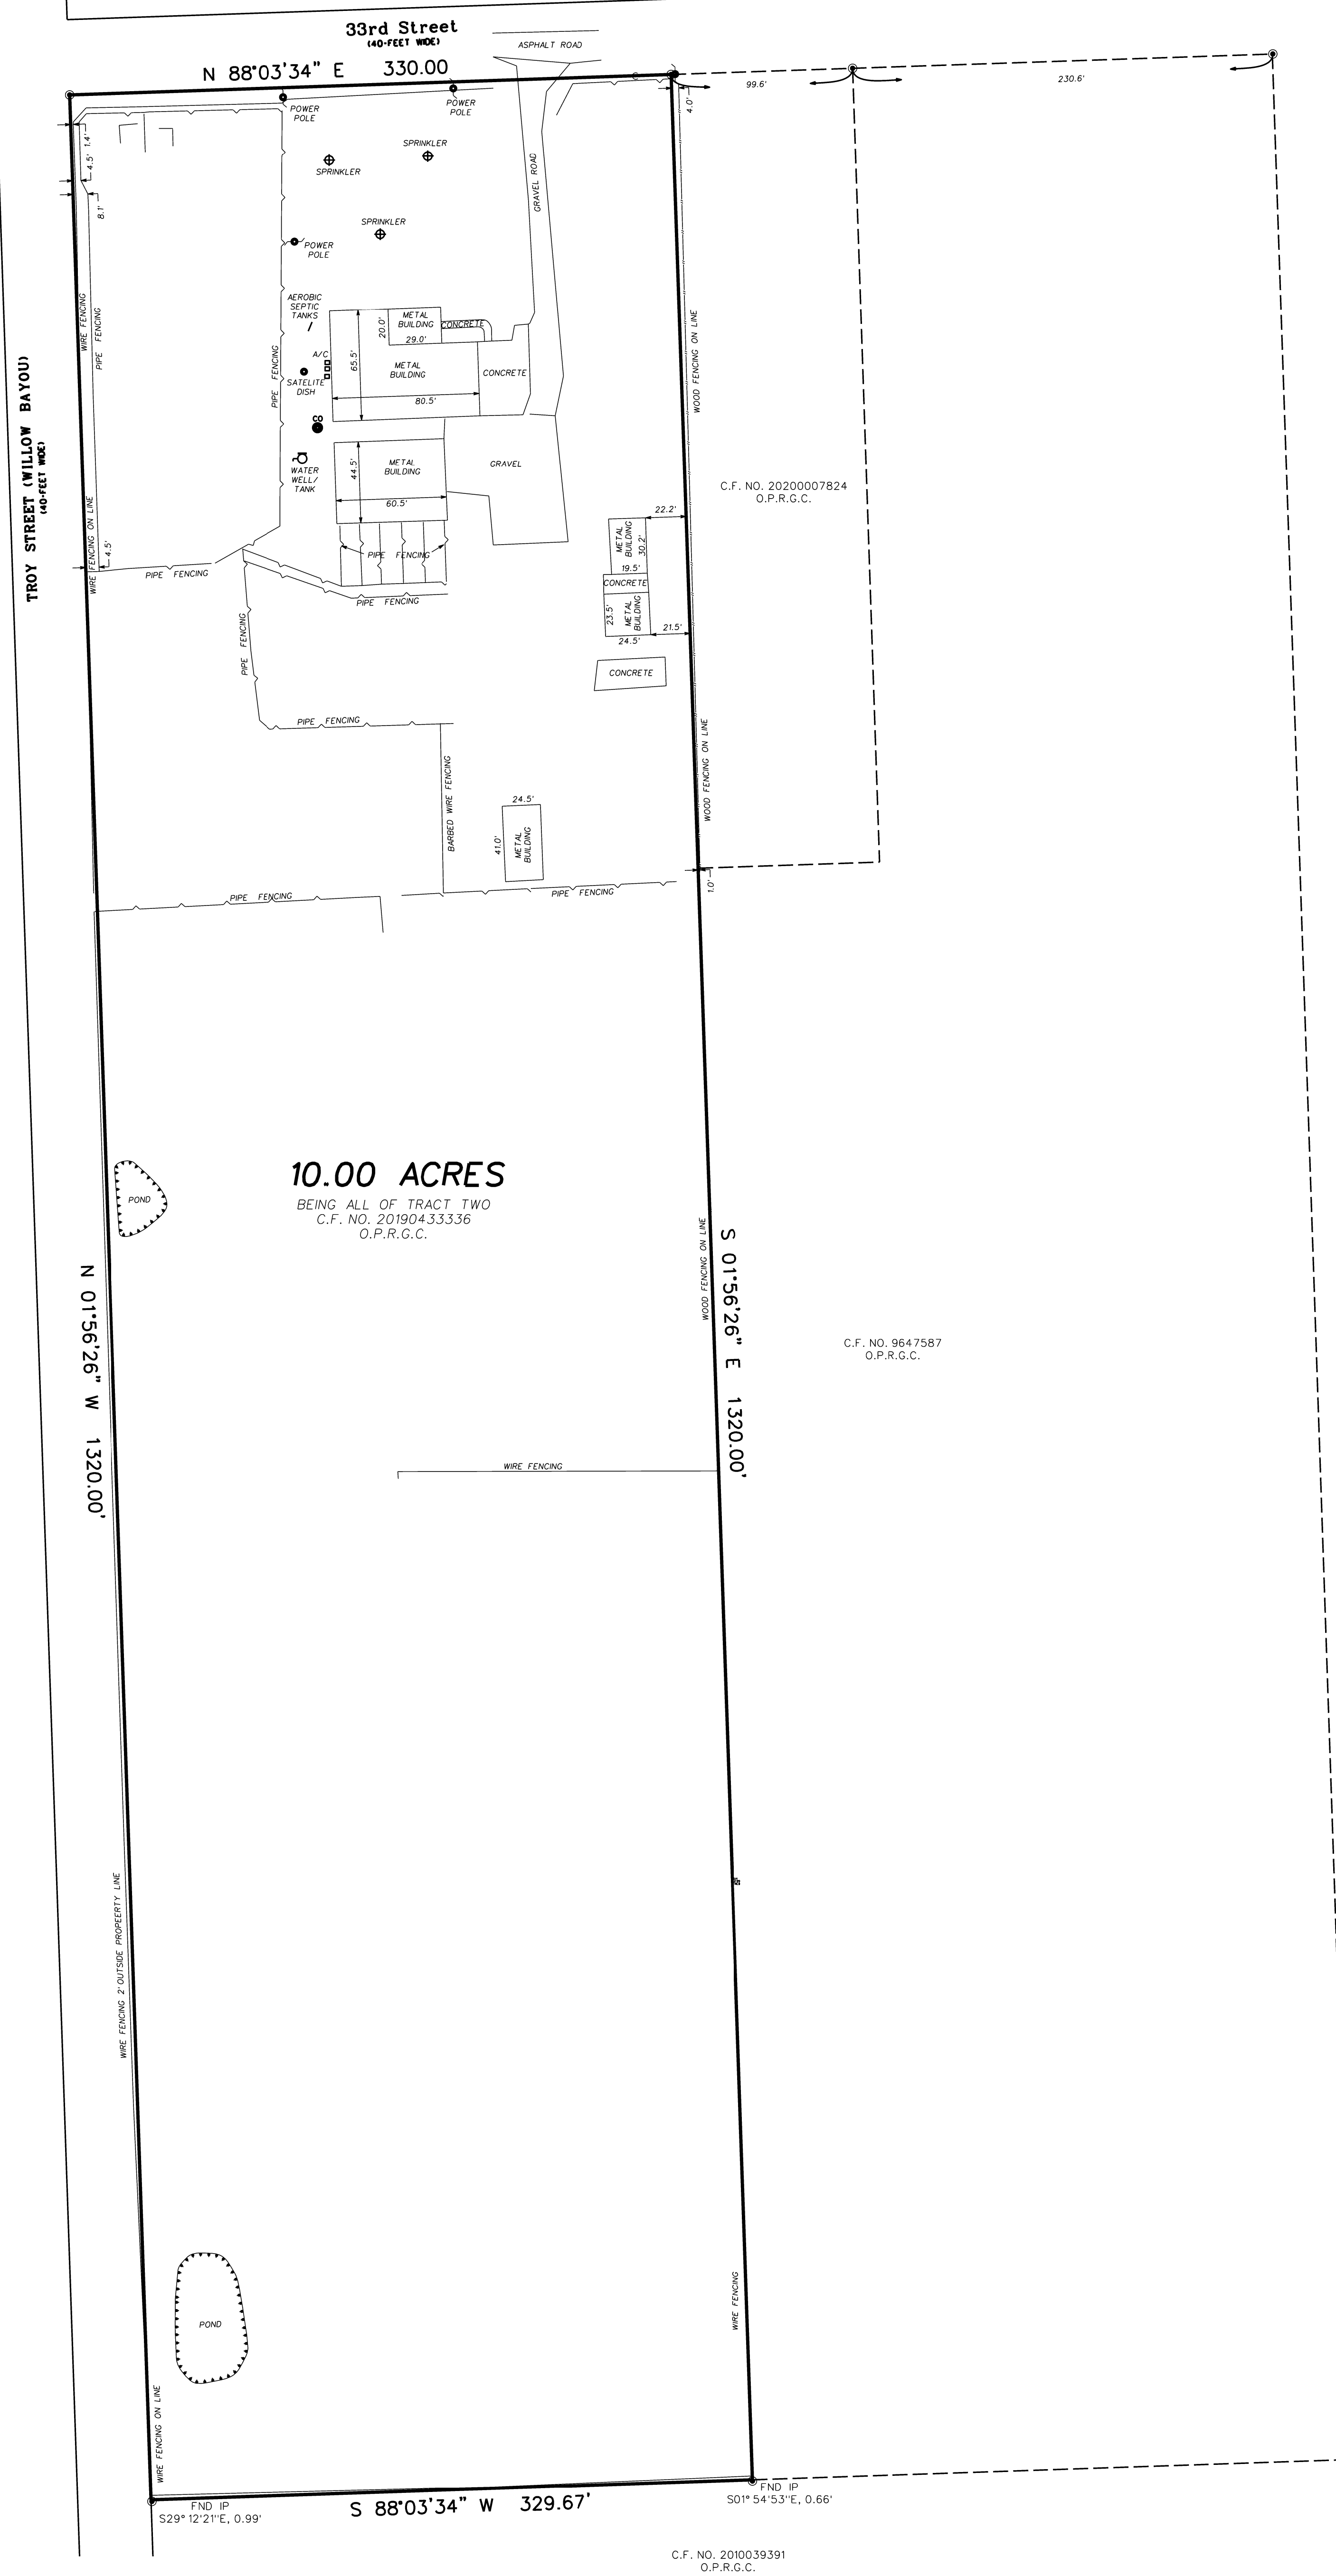 33rd Street
(40-FEET WIDE)
ASPHALT ROAD
N 88°03'34" E 330.00
99.6'
230.6'
POWER
POLE
POWER
POLE
4.0'
1.4'
4.5'
8.1'
SPRINKLER
SPRINKLER
SPRINKLER
GRAVEL ROAD
POWER
POLE
AEROBIC
SEPTIC
TANKS
WIRE FENCING
PIPE FENCING
PIPE FENCING
WOOD FENCING ON LINE
TROY STREET (WILLOW BAYOU)
(40-FEET WIDE)
METAL
BUILDING
20.0'
29.0'
CONCRETE
A/C
65.5'
METAL
BUILDING
80.5'
CONCRETE
SATELITE
DISH
CO
WATER
WELL/
TANK
44.5'
METAL
BUILDING
60.5'
GRAVEL
C.F. NO. 20200007824
O.P.R.G.C.
WIRE FENCING ON LINE
4.5'
PIPE FENCING
PIPE FENCING
PIPE FENCING
22.2'
METAL
BUILDING
30.2'
19.5'
CONCRETE
23.5'
METAL
BUILDING
24.5'
21.5'
CONCRETE
PIPE FENCING
PIPE FENCING
BARBED WIRE FENCING
WOOD FENCING ON LINE
24.5'
41.0'
METAL
BUILDING
PIPE FENCING
PIPE FENCING
1.0'
10.00 ACRES
BEING ALL OF TRACT TWO
C.F. NO. 20190433336
O.P.R.G.C.
POND
N 01°56'26" W 1320.00'
WOOD FENCING ON LINE
S 01°56'26" E 1320.00'
C.F. NO. 9647587
O.P.R.G.C.
WIRE FENCING
WIRE FENCING 2' OUTSIDE PROPEERTY LINE
WIRE FENCING
POND
WIRE FENCING ON LINE
FND IP
S29° 12'21"E, 0.99'
S 88°03'34" W 329.67'
FND IP
S01° 54'53"E, 0.66'
C.F. NO. 2010039391
O.P.R.G.C.